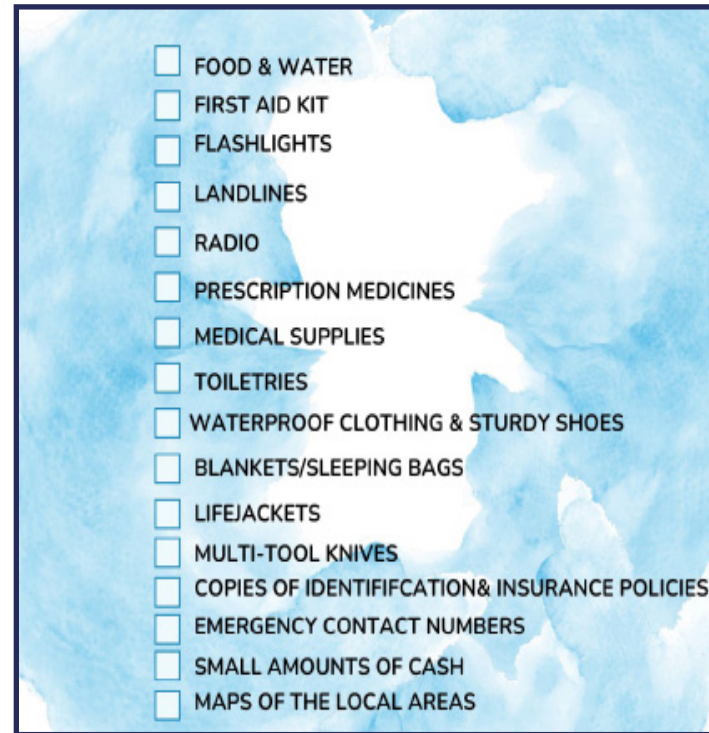 FOOD & WATER
FIRST AID KIT
FLASHLIGHTS
LANDLINES
RADIO
PRESCRIPTION MEDICINES
MEDICAL SUPPLIES
TOILETRIES
WATERPROOF CLOTHING & STURDY SHOES
BLANKETS/SLEEPING BAGS
LIFEJACKETS
MULTI-TOOL KNIVES
COPIES OF IDENTIFIFCATION& INSURANCE POLICIES
EMERGENCY CONTACT NUMBERS
SMALL AMOUNTS OF CASH
MAPS OF THE LOCAL AREAS